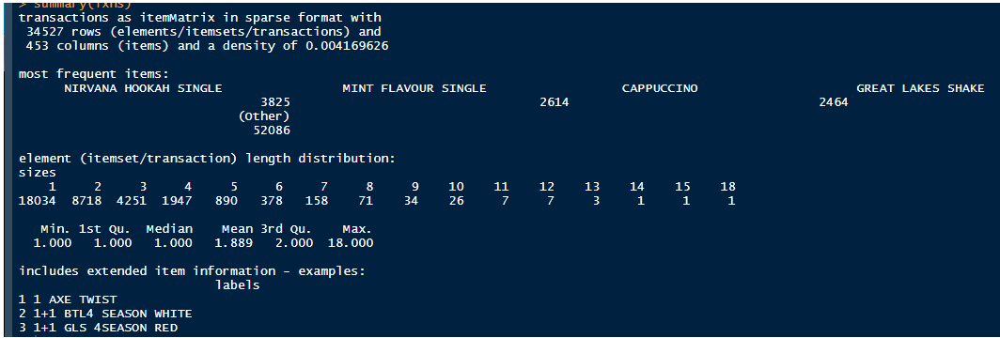 > summary(txns)
transactions as itemMatrix in sparse format with
34527 rows (elements/itemsets/transactions) and
453 columns (items) and a density of 0.004169626
most frequent items:
NIRVANA HOOKAH SINGLE MINT FLAVOUR SINGLE CAPPUCCINO GREAT LAKES SHAKE
3825 2614 2464
(Other)
52086
element (itemset/transaction) length distribution:
sizes
1 2 3 4 5 6 7 8 9 10 11 12 13 14 15 18
18034 8718 4251 1947 890 378 158 71 34 26 7 7 3 1 1 1
Min. 1st Qu. Median Mean 3rd Qu. Max.
1.000 1.000 1.000 1.889 2.000 18.000
includes extended item information - examples:
labels
1 1 AXE TWIST
2 1+1 BTL4 SEASON WHITE
3 1+1 GLS 4SEASON RED